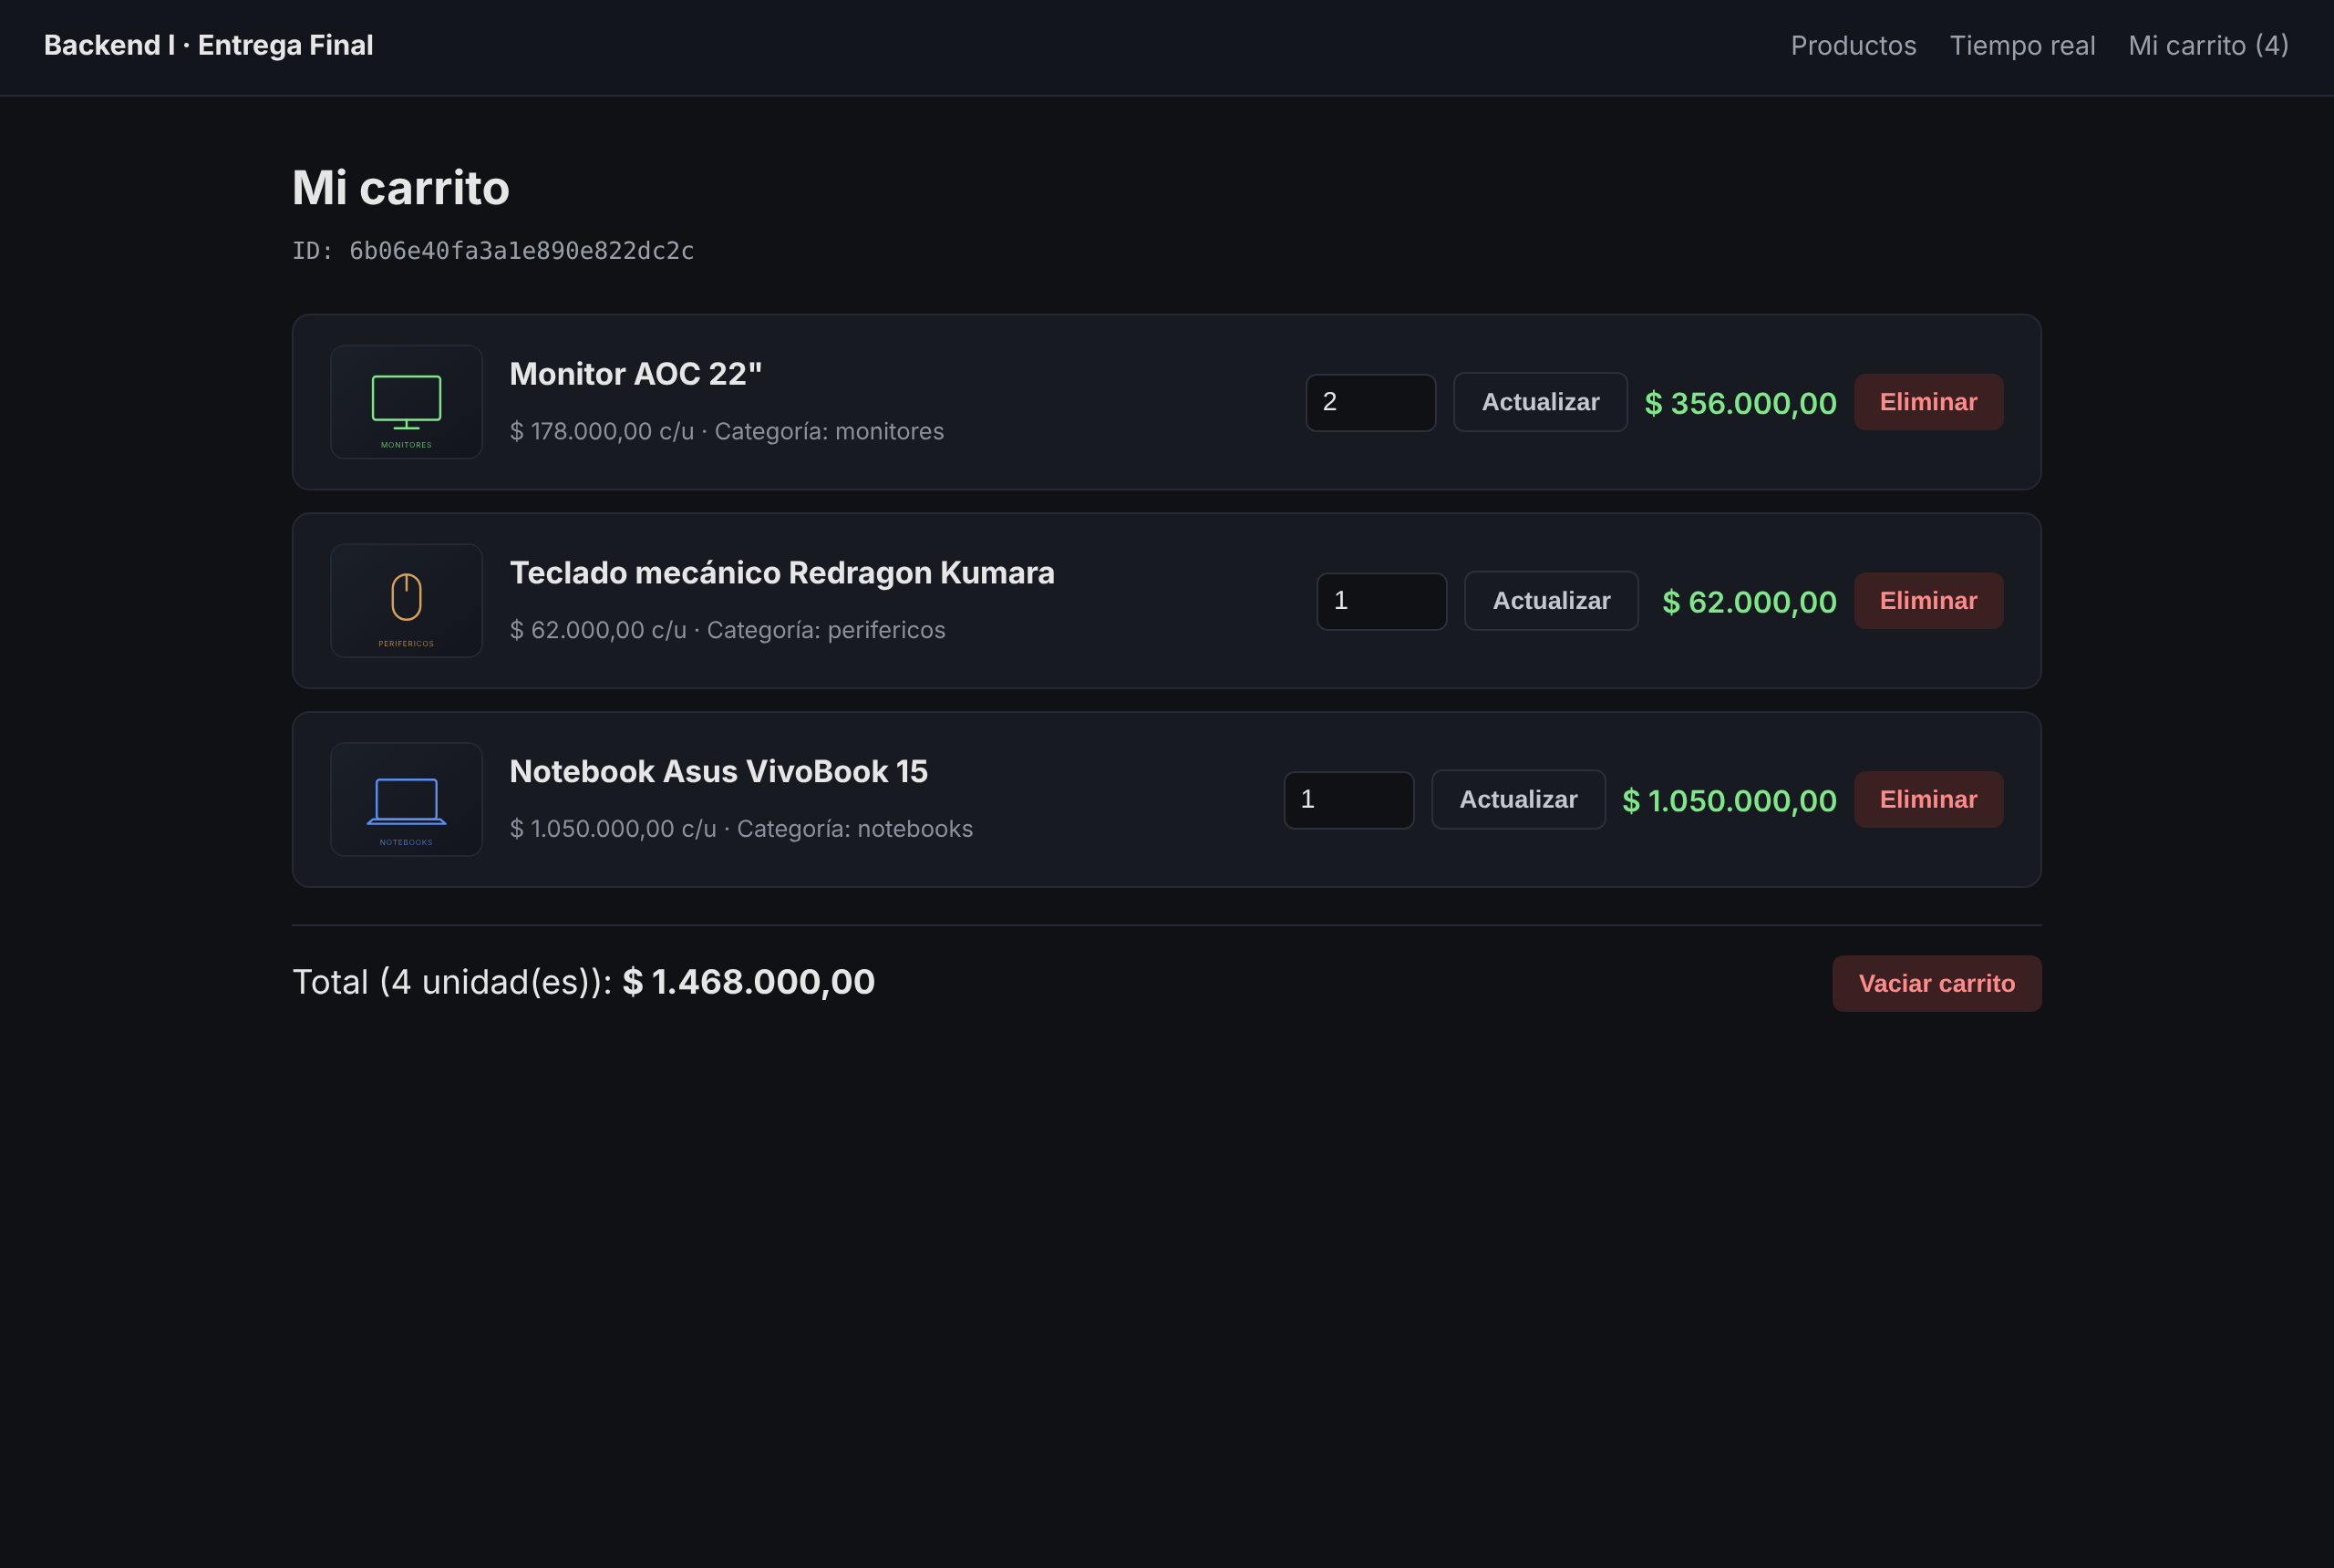 Backend I · Entrega Final
Productos Tiempo real Mi carrito (4)
Mi carrito
ID: 6b06e40fa3a1e890e822dc2c
MONITORES
Monitor AOC 22"
$ 178.000,00 c/u · Categoría: monitores
2 Actualizar $ 356.000,00 Eliminar
PERIFERICOS
Teclado mecánico Redragon Kumara
$ 62.000,00 c/u · Categoría: perifericos
1 Actualizar $ 62.000,00 Eliminar
NOTEBOOKS
Notebook Asus VivoBook 15
$ 1.050.000,00 c/u · Categoría: notebooks
1 Actualizar $ 1.050.000,00 Eliminar
Total (4 unidad(es)): $ 1.468.000,00
Vaciar carrito